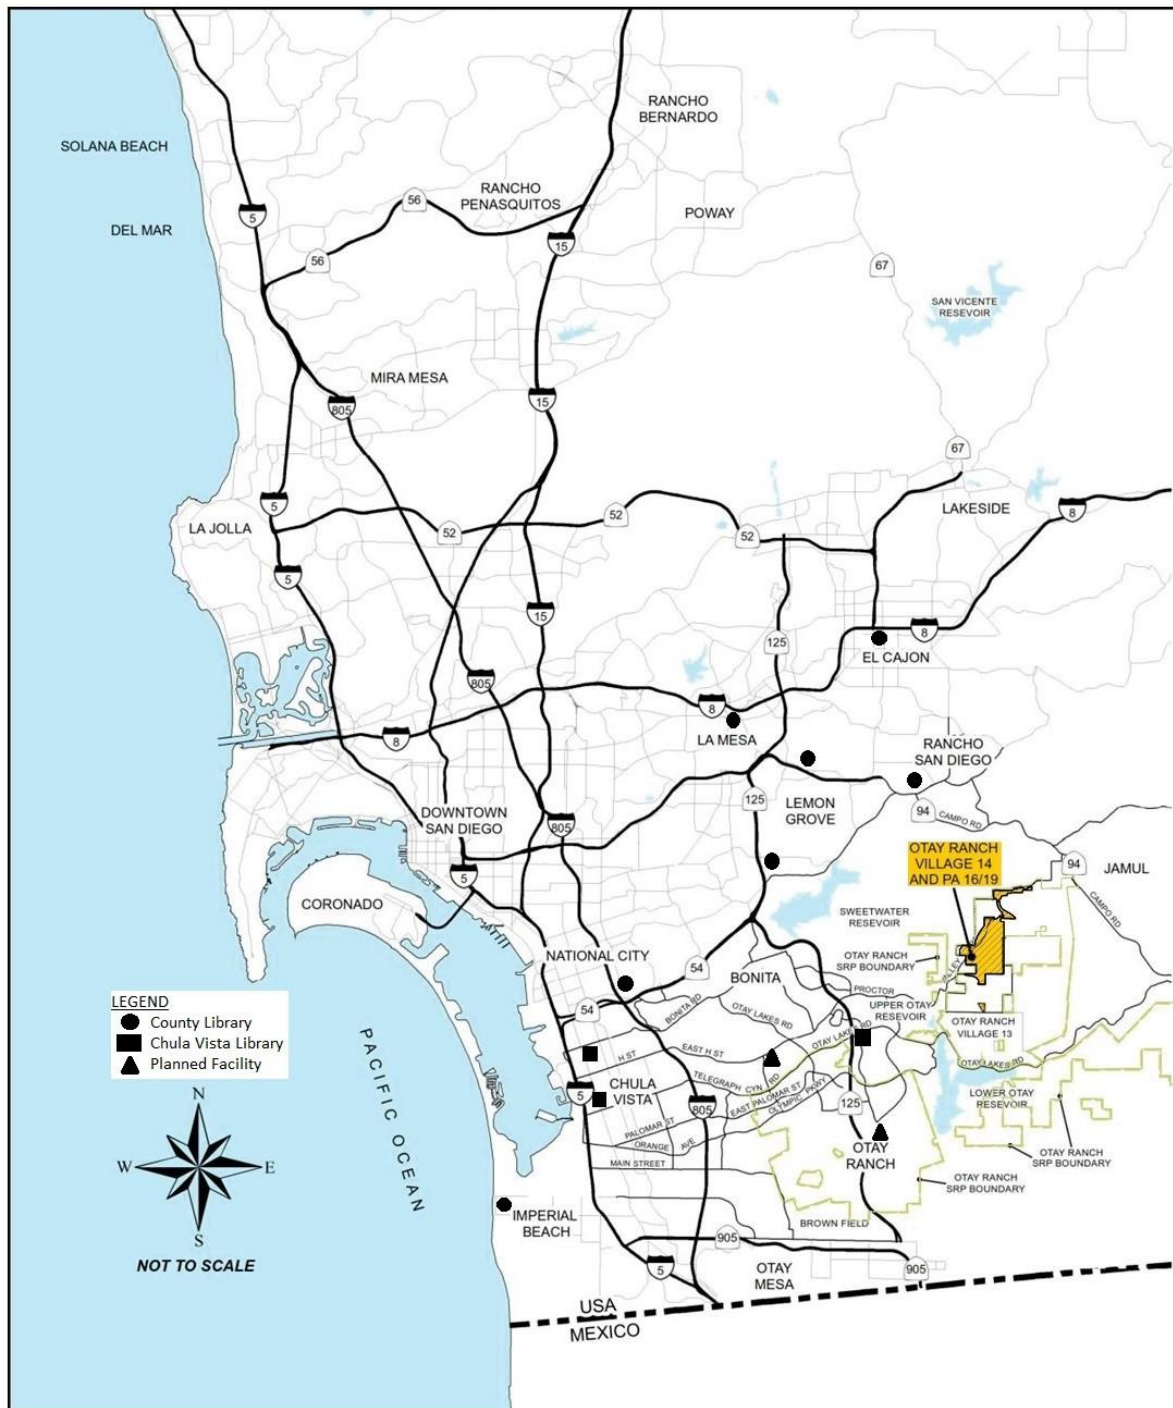 RANCHO
BERNARDO
SOLANA BEACH
RANCHO
PENASQUITOS
56
POWAY
5
DEL MAR
15
56
67
SAN VICENTE
RESEVOIR
MIRA MESA
15
805
67
5
LA JOLLA
52
52
52
LAKESIDE
8
5
15
125
8
EL CAJON
805
8
8
LA MESA
RANCHO
SAN DIEGO
125
LEMON
GROVE
94
CAMPO RD
DOWNTOWN
SAN DIEGO
805
OTAY RANCH
VILLAGE 14
AND PA 16/19
94
JAMUL
5
CORONADO
CAMPO RD
SWEETWATER
RESEVOIR
NATIONAL CITY
54
BONITA
OTAY RANCH
SRP BOUNDARY
PROCTOR
54
BONITA RD
OTAY LAKES RD
UPPER OTAY
RESEVOIR
OTAY RANCH
VILLAGE 13
LEGEND
County Library
Chula Vista Library
Planned Facility
H ST
EAST H ST
OTAY LAKES RD
OTAY LAKES RD
TELEGRAPH CYN RD
CHULA
VISTA
5
805
EAST PALOMAR ST
OLYMPIC PKWY
125
LOWER OTAY
RESEVOIR
PALOMAR ST
ORANGE AVE
MAIN STREET
OTAY
RANCH
OTAY RANCH
SRP BOUNDARY
OTAY RANCH
SRP BOUNDARY
PACIFIC OCEAN
N
W
E
S
NOT TO SCALE
IMPERIAL
BEACH
BROWN FIELD
905
5
OTAY
MESA
905
USA
MEXICO